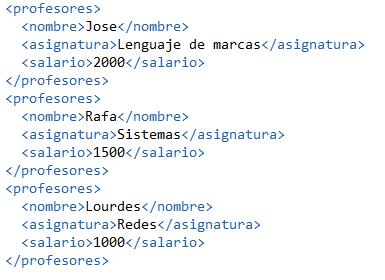 <profesores>
  <nombre>Jose</nombre>
  <asignatura>Lenguaje de marcas</asignatura>
  <salario>2000</salario>
</profesores>
<profesores>
  <nombre>Rafa</nombre>
  <asignatura>Sistemas</asignatura>
  <salario>1500</salario>
</profesores>
<profesores>
  <nombre>Lourdes</nombre>
  <asignatura>Redes</asignatura>
  <salario>1000</salario>
</profesores>